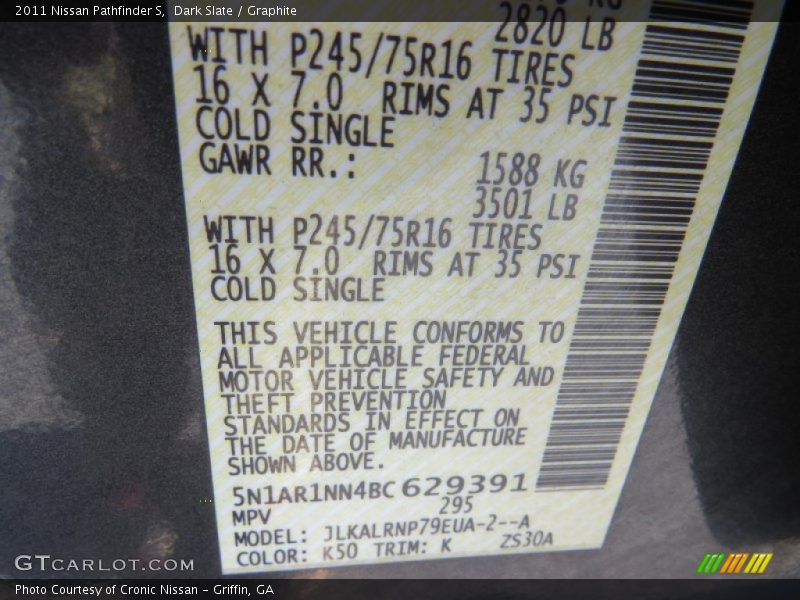 2011 Nissan Pathfinder S, Dark Slate / Graphite
2820 LB
WITH P245/75R16 TIRES
16 X 7.0 RIMS AT 35 PSI
COLD SINGLE
GAWR RR.: 1588 KG
3501 LB
WITH P245/75R16 TIRES
16 X 7.0 RIMS AT 35 PSI
COLD SINGLE
THIS VEHICLE CONFORMS TO
ALL APPLICABLE FEDERAL
MOTOR VEHICLE SAFETY AND
THEFT PREVENTION
STANDARDS IN EFFECT ON
THE DATE OF MANUFACTURE
SHOWN ABOVE.
5N1AR1NN4BC 629391
MPV 295
MODEL: JLKALRNP79EUA-2--A
COLOR: K50 TRIM: K ZS30A
GTCARLOT.COM
Photo Courtesy of Cronic Nissan - Griffin, GA